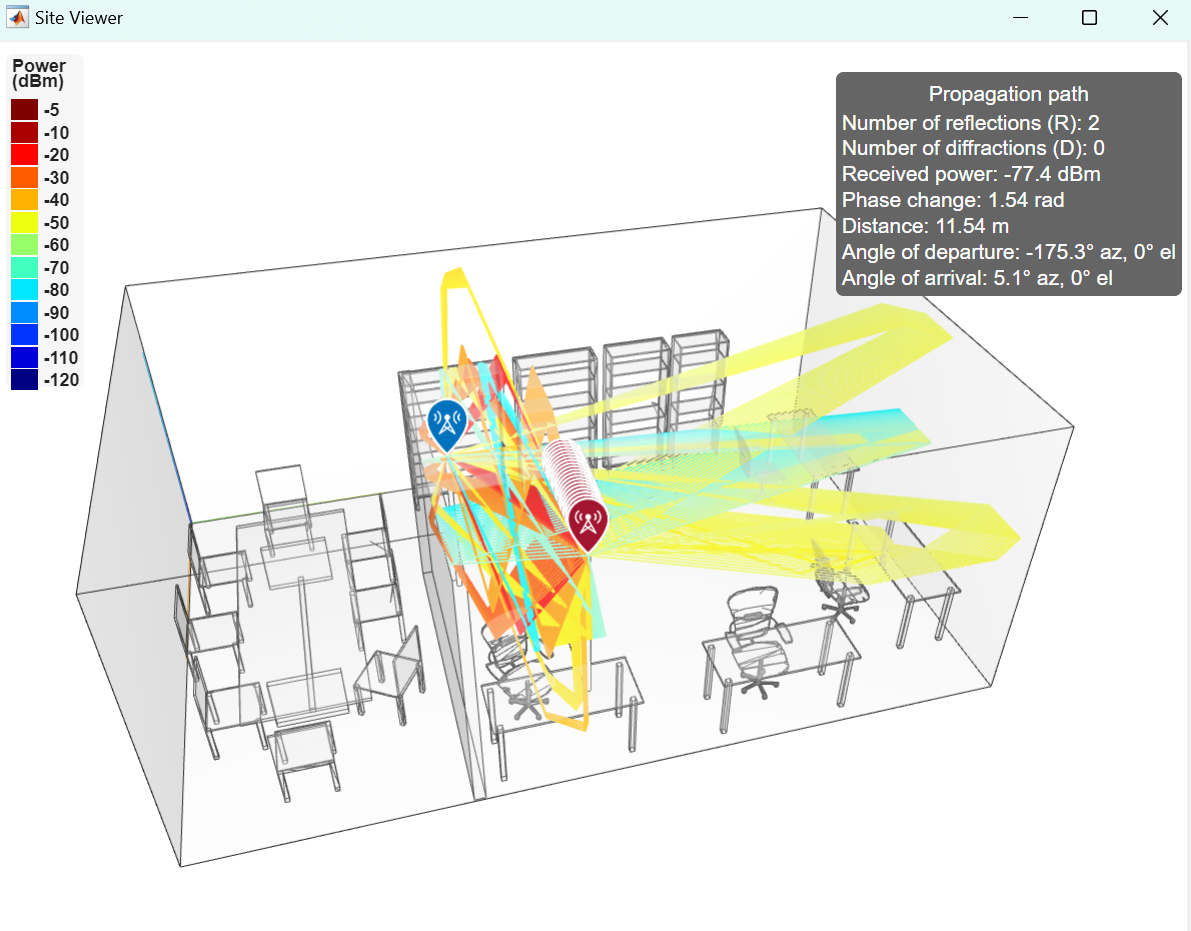 Site Viewer
Power
(dBm)
-5
-10
-20
-30
-40
-50
-60
-70
-80
-90
-100
-110
-120
Propagation path
Number of reflections (R): 2
Number of diffractions (D): 0
Received power: -77.4 dBm
Phase change: 1.54 rad
Distance: 11.54 m
Angle of departure: -175.3° az, 0° el
Angle of arrival: 5.1° az, 0° el